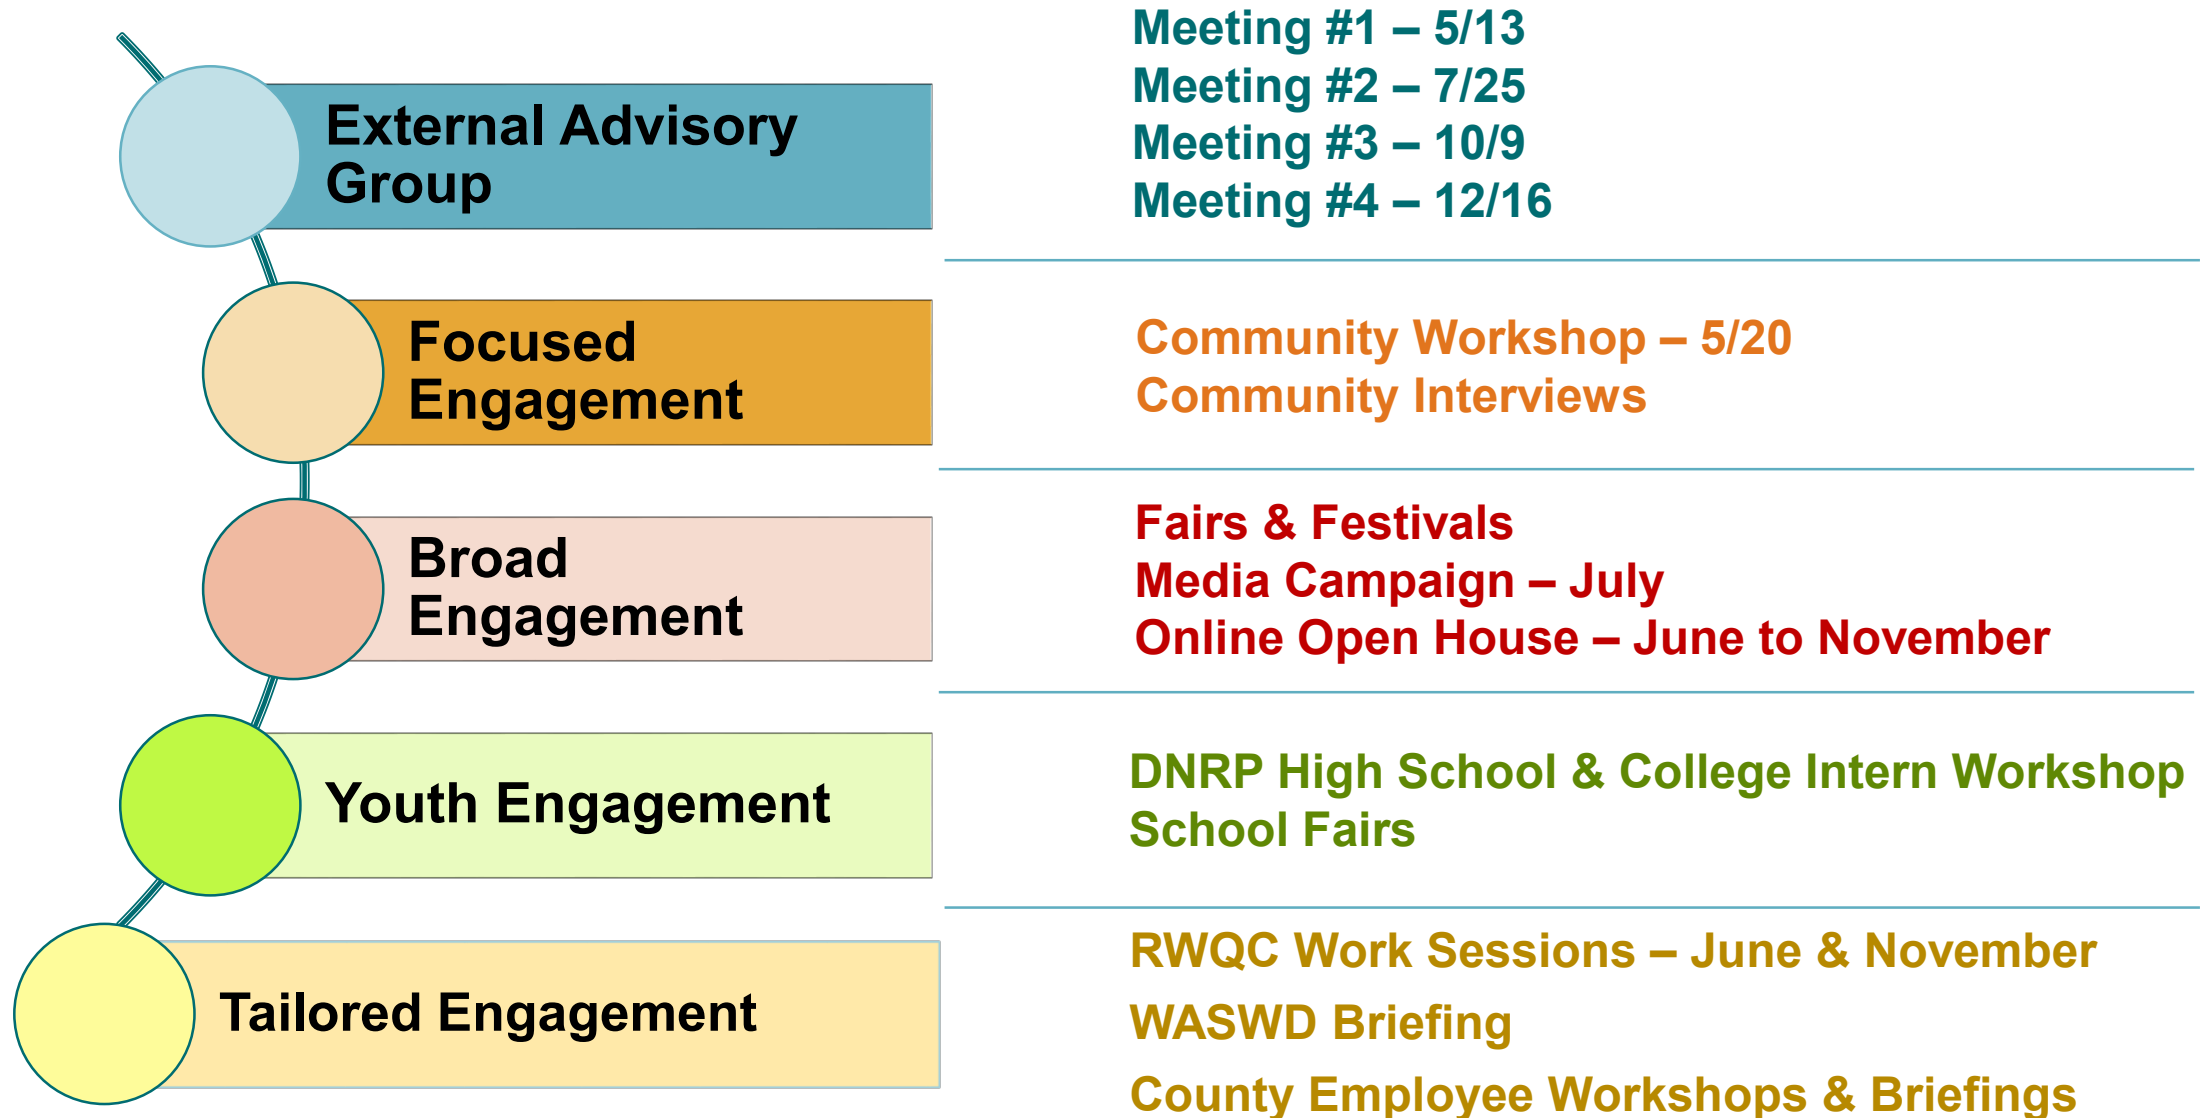 External Advisory
Group
Meeting #1 – 5/13
Meeting #2 – 7/25
Meeting #3 – 10/9
Meeting #4 – 12/16
Focused
Engagement
Community Workshop – 5/20
Community Interviews
Broad
Engagement
Fairs & Festivals
Media Campaign – July
Online Open House – June to November
Youth Engagement
DNRP High School & College Intern Workshop
School Fairs
Tailored Engagement
RWQC Work Sessions – June & November
WASWD Briefing
County Employee Workshops & Briefings